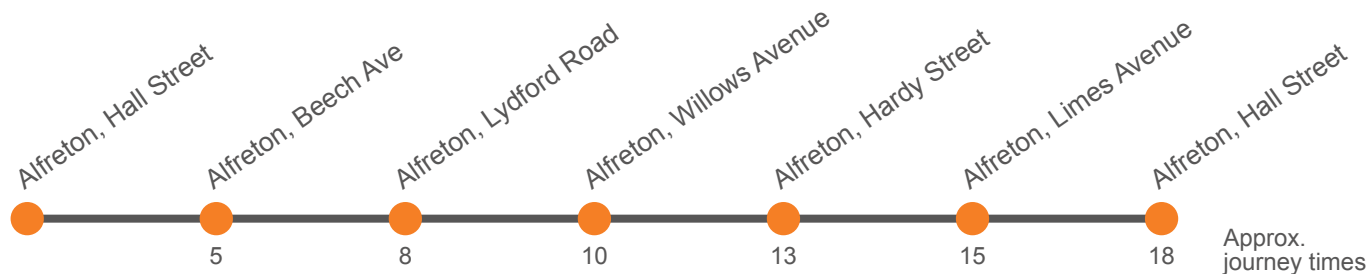 Alfreton, Hall Street
Alfreton, Beech Ave
Alfreton, Lydford Road
Alfreton, Willows Avenue
Alfreton, Hardy Street
Alfreton, Limes Avenue
Alfreton, Hall Street
5
8
10
13
15
18
Approx.
journey times